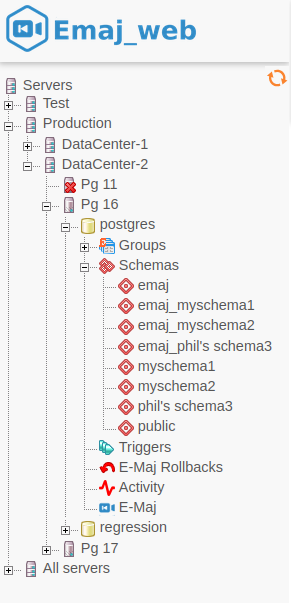 Emaj_web
Servers
Test
Production
DataCenter-1
DataCenter-2
Pg 11
Pg 16
postgres
Groups
Schemas
emaj
emaj_myschema1
emaj_myschema2
emaj_phil's schema3
myschema1
myschema2
phil's schema3
public
Triggers
E-Maj Rollbacks
Activity
E-Maj
regression
Pg 17
All servers